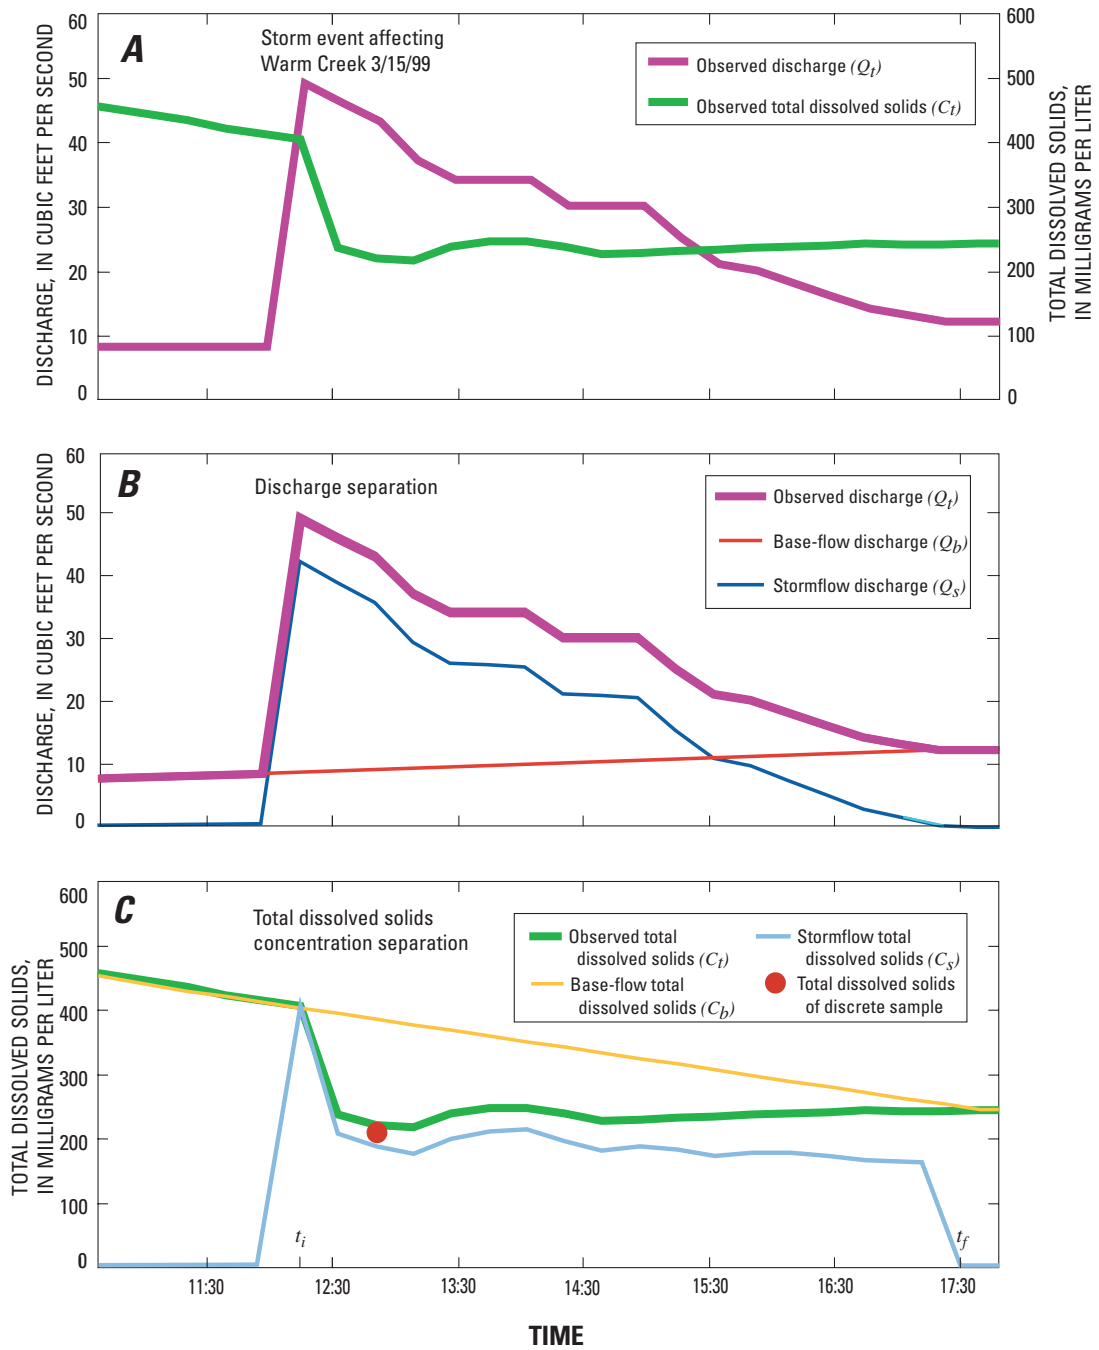 A
Storm event affecting
Warm Creek 3/15/99
Observed discharge (Qt)
Observed total dissolved solids (Ct)
DISCHARGE, IN CUBIC FEET PER SECOND
60
50
40
30
20
10
0
600
500
400
300
200
100
0
TOTAL DISSOLVED SOLIDS,
IN MILLIGRAMS PER LITER
B
Discharge separation
Observed discharge (Qt)
Base-flow discharge (Qb)
Stormflow discharge (Qs)
DISCHARGE, IN CUBIC FEET PER SECOND
60
50
40
30
20
10
0
C
Total dissolved solids
concentration separation
Observed total
dissolved solids (Ct)
Base-flow total
dissolved solids (Cb)
Stormflow total
dissolved solids (Cs)
Total dissolved solids
of discrete sample
TOTAL DISSOLVED SOLIDS,
IN MILLIGRAMS PER LITER
600
500
400
300
200
100
0
ti
tf
11:30 12:30 13:30 14:30 15:30 16:30 17:30
TIME